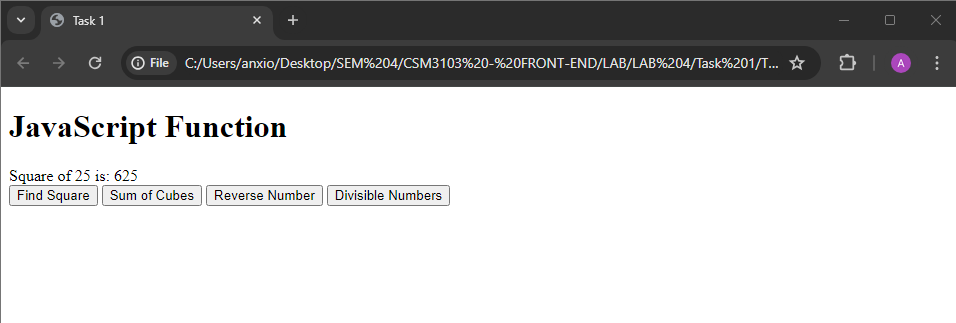 Task 1
File C:/Users/anxio/Desktop/SEM%204/CSM3103%20-%20FRONT-END/LAB/LAB%204/Task%201/T...
A
JavaScript Function
Square of 25 is: 625
Find Square Sum of Cubes Reverse Number Divisible Numbers